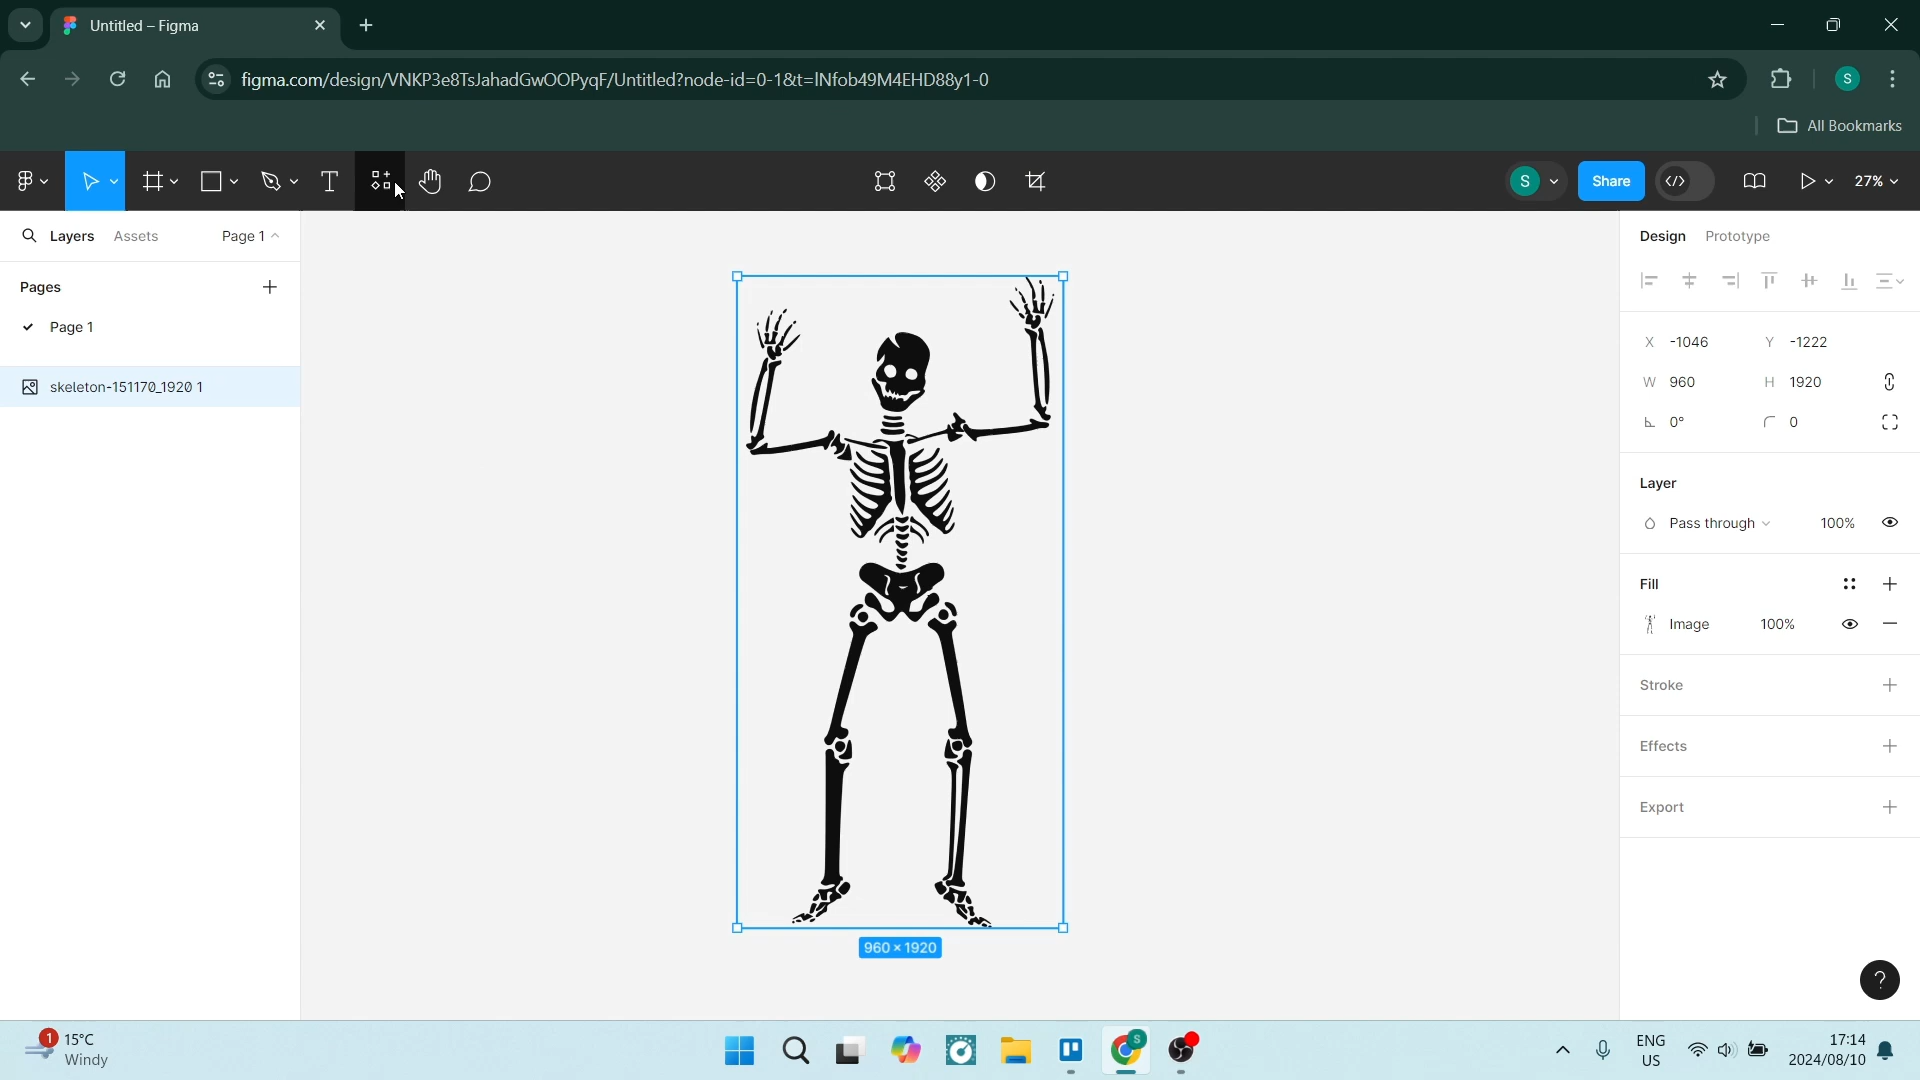 Untitled – Figma
figma.com/design/VNKP3e8TsJahadGwOOPyqF/Untitled?node-id=0-1&t=lNfob49M4EHD88y1-0
S
All Bookmarks
S
Share
27%
Layers
Assets
Page 1
Pages
Page 1
skeleton-151170_1920 1
960 × 1920
Design
Prototype
X -1046
Y -1222
W 960
H 1920
0°
0
Layer
Pass through
100%
Fill
Image
100%
Stroke
Effects
Export
?
1
15°C
Windy
S
ENG
US
17:14
2024/08/10